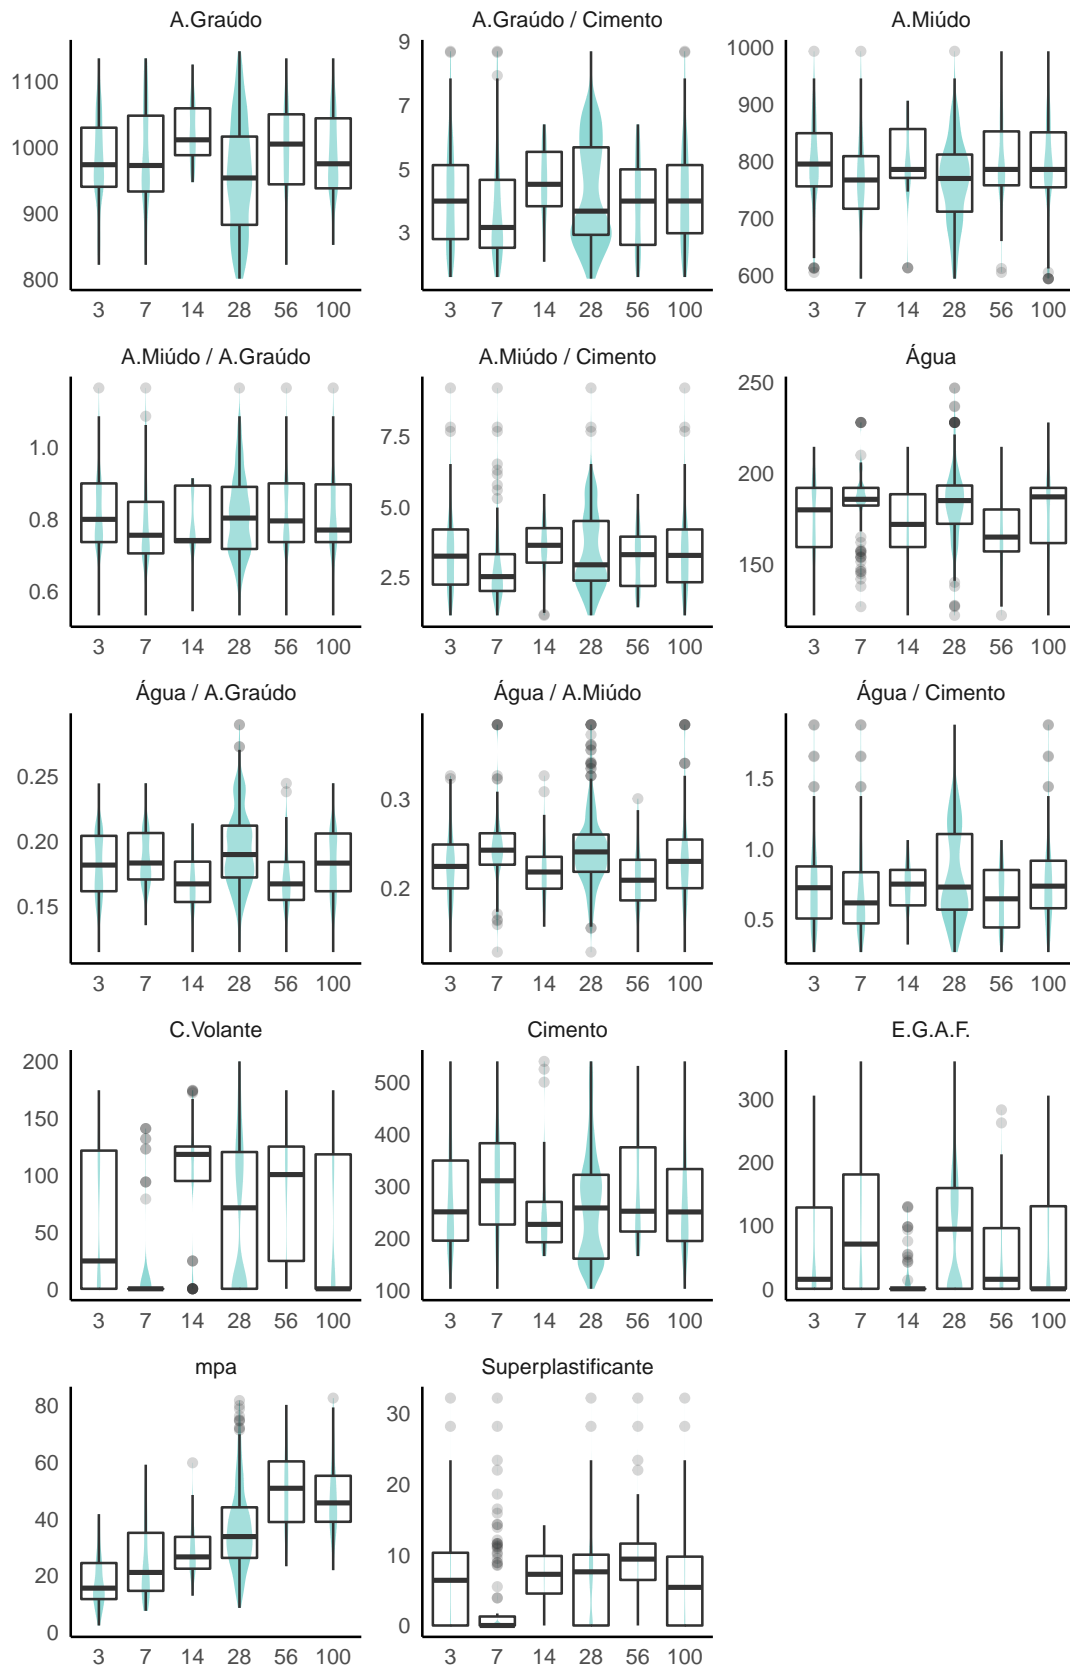 A.Graúdo
A.Graúdo / Cimento
A.Miúdo
1100
1000
900
800
3 7 14 28 56 100
9
7
5
3
3 7 14 28 56 100
1000
900
800
700
600
3 7 14 28 56 100
A.Miúdo / A.Graúdo
A.Miúdo / Cimento
Água
1.0
0.8
0.6
3 7 14 28 56 100
7.5
5.0
2.5
3 7 14 28 56 100
250
200
150
3 7 14 28 56 100
Água / A.Graúdo
Água / A.Miúdo
Água / Cimento
0.25
0.20
0.15
3 7 14 28 56 100
0.3
0.2
3 7 14 28 56 100
1.5
1.0
0.5
3 7 14 28 56 100
C.Volante
Cimento
E.G.A.F.
200
150
100
50
0
3 7 14 28 56 100
500
400
300
200
100
3 7 14 28 56 100
300
200
100
0
3 7 14 28 56 100
mpa
Superplastificante
80
60
40
20
0
3 7 14 28 56 100
30
20
10
0
3 7 14 28 56 100